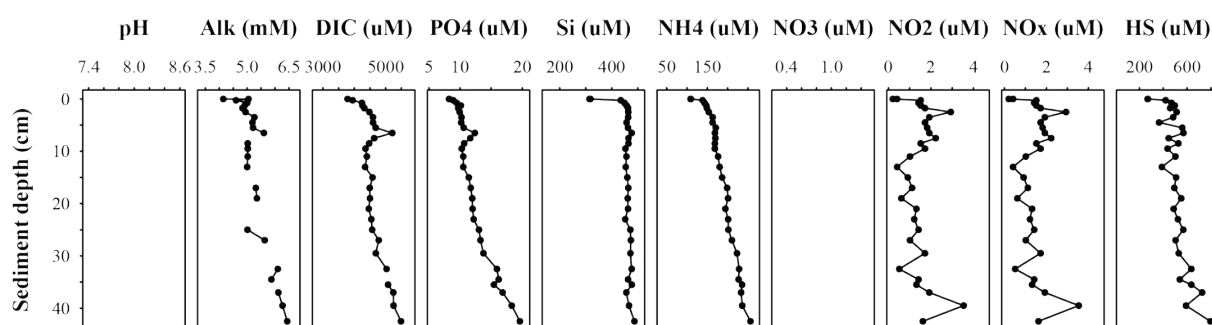 pH Alk (mM) DIC (uM) PO4 (uM) Si (uM) NH4 (uM) NO3 (uM) NO2 (uM) NOx (uM) HS (uM)
7.4 8.0 8.6 3.5 5.0 6.5 3000 5000 5 10 20 200 400 50 150 0.4 1.0 0 2 4 0 2 4 200 600
Sediment depth (cm)
0
10
20
30
40